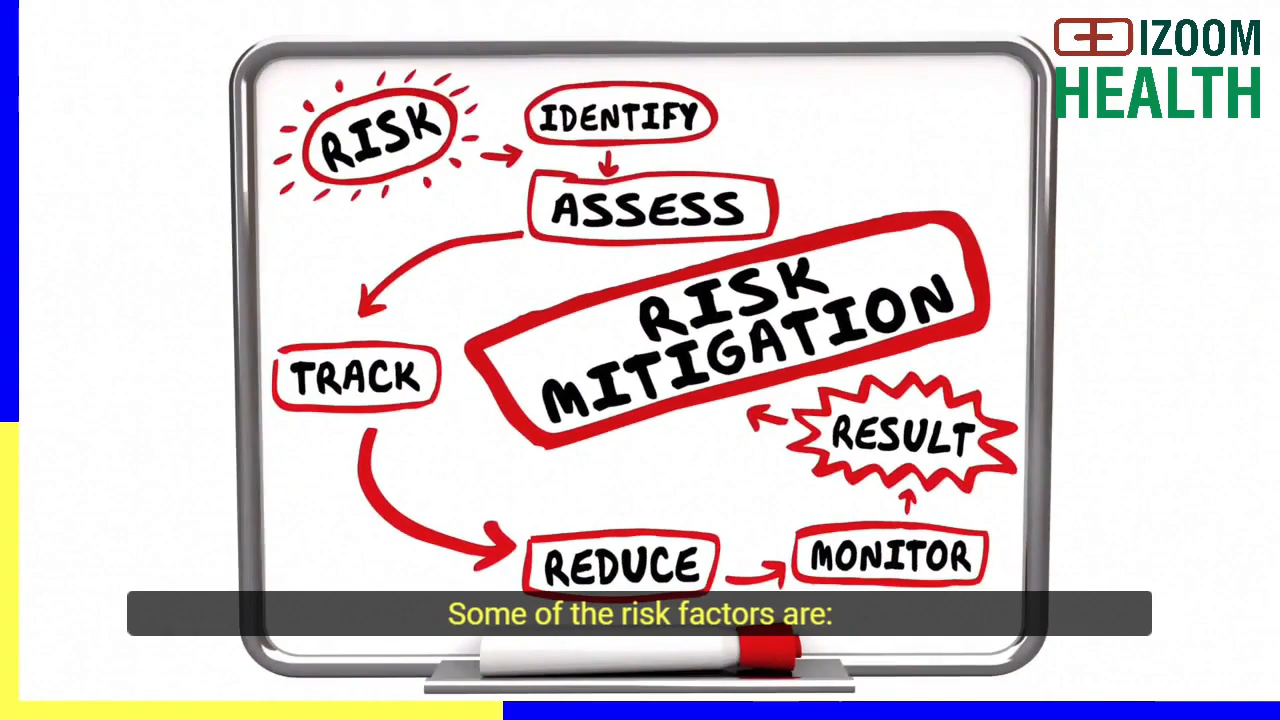 IZOOM
HEALTH
RISK
IDENTIFY
ASSESS
RISK
MITIGATION
TRACK
RESULT
REDUCE
MONITOR
Some of the risk factors are: